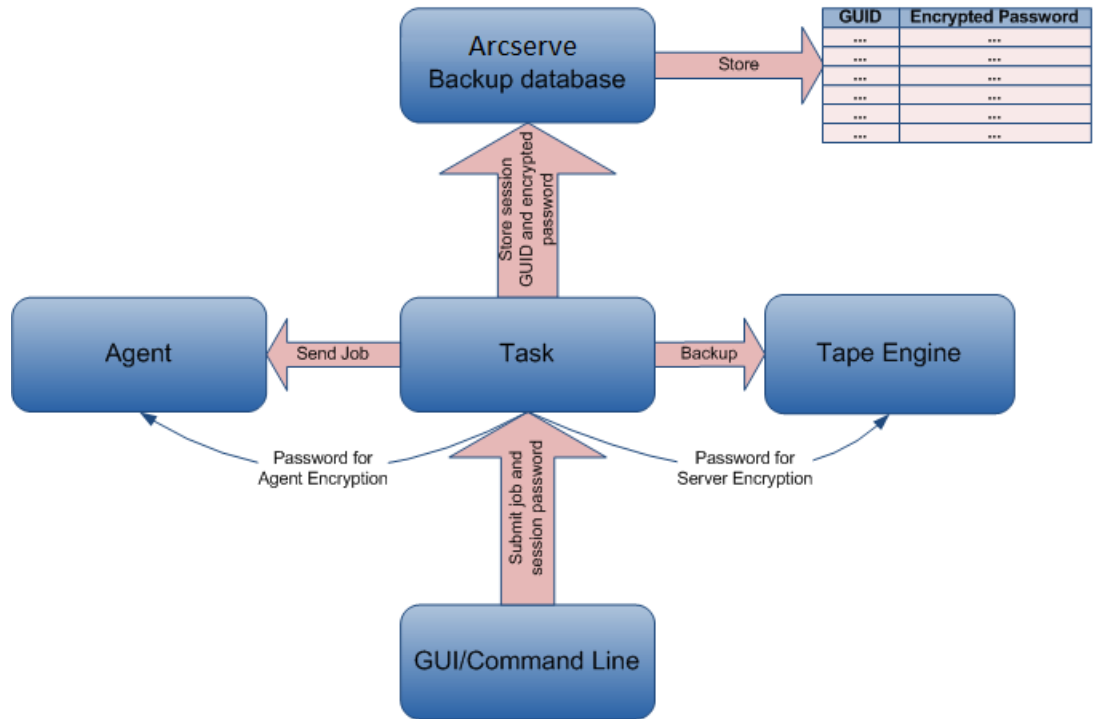 Arcserve
Backup database
Store
GUID Encrypted Password
... ...
... ...
... ...
... ...
... ...
... ...
Store session
GUID and encrypted
password
Agent
Send Job
Task
Backup
Tape Engine
Password for
Agent Encryption
Password for
Server Encryption
Submit job and
session password
GUI/Command Line